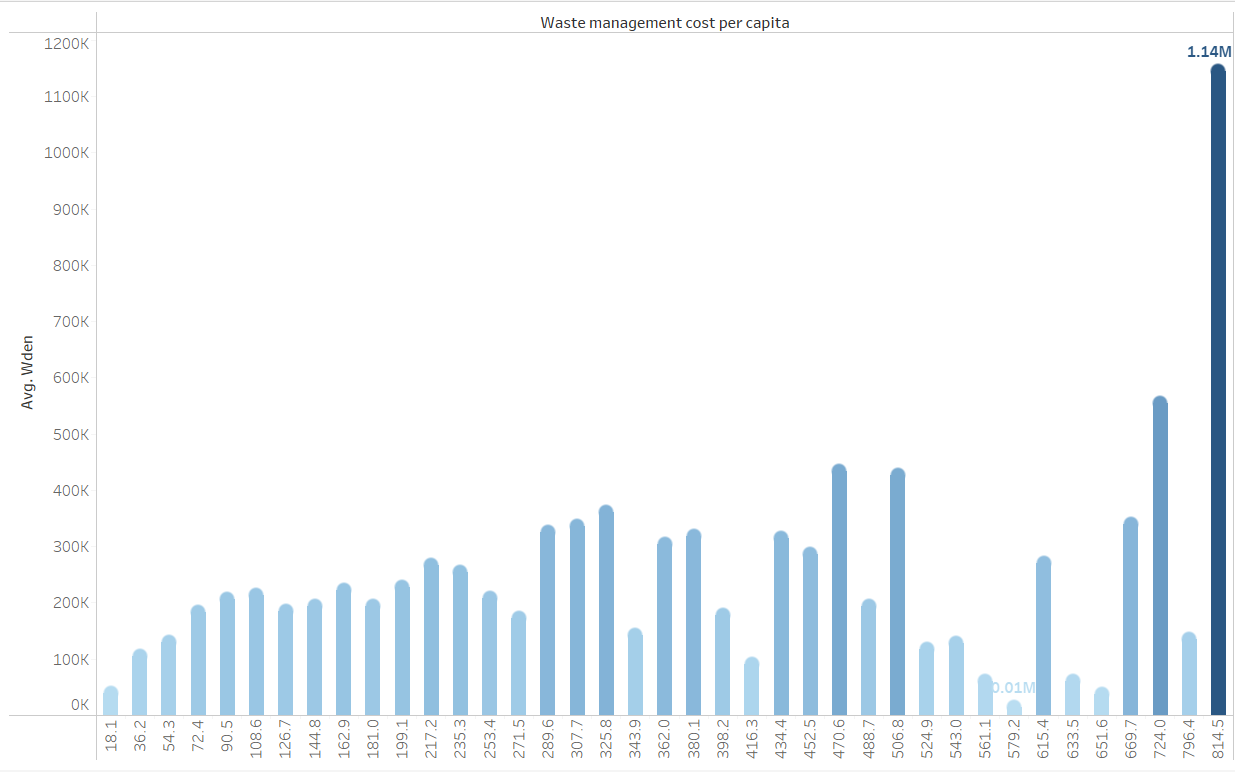 Waste management cost per capita
1200K
1100K
1000K
900K
800K
700K
600K
500K
400K
300K
200K
100K
0K
Avg. Wden
1.14M
0.01M
18.1
36.2
54.3
72.4
90.5
108.6
126.7
144.8
162.9
181.0
199.1
217.2
235.3
253.4
271.5
289.6
307.7
325.8
343.9
362.0
380.1
398.2
416.3
434.4
452.5
470.6
488.7
506.8
524.9
543.0
561.1
579.2
615.4
633.5
651.6
669.7
724.0
796.4
814.5